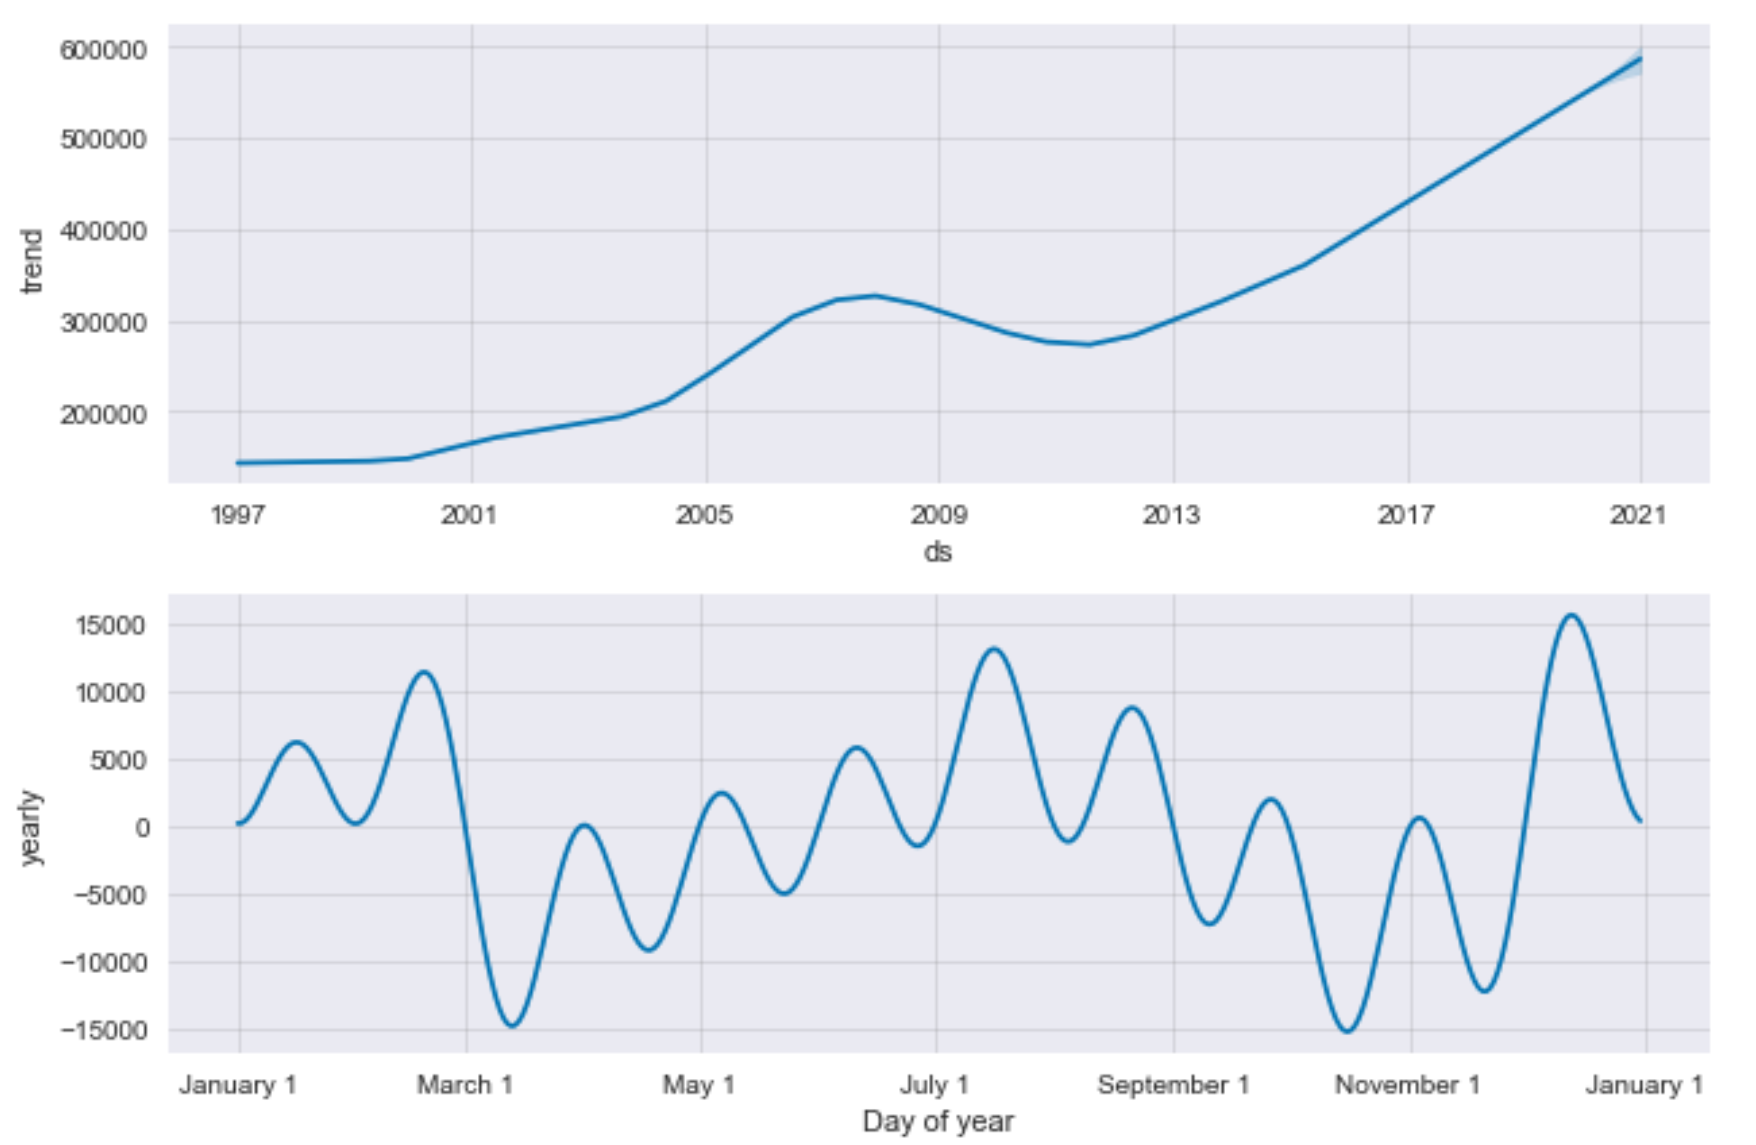 600000
500000
400000
300000
200000
trend
1997 2001 2005 2009 2013 2017 2021
ds
15000
10000
5000
0
−5000
−10000
−15000
yearly
January 1 March 1 May 1 July 1 September 1 November 1 January 1
Day of year